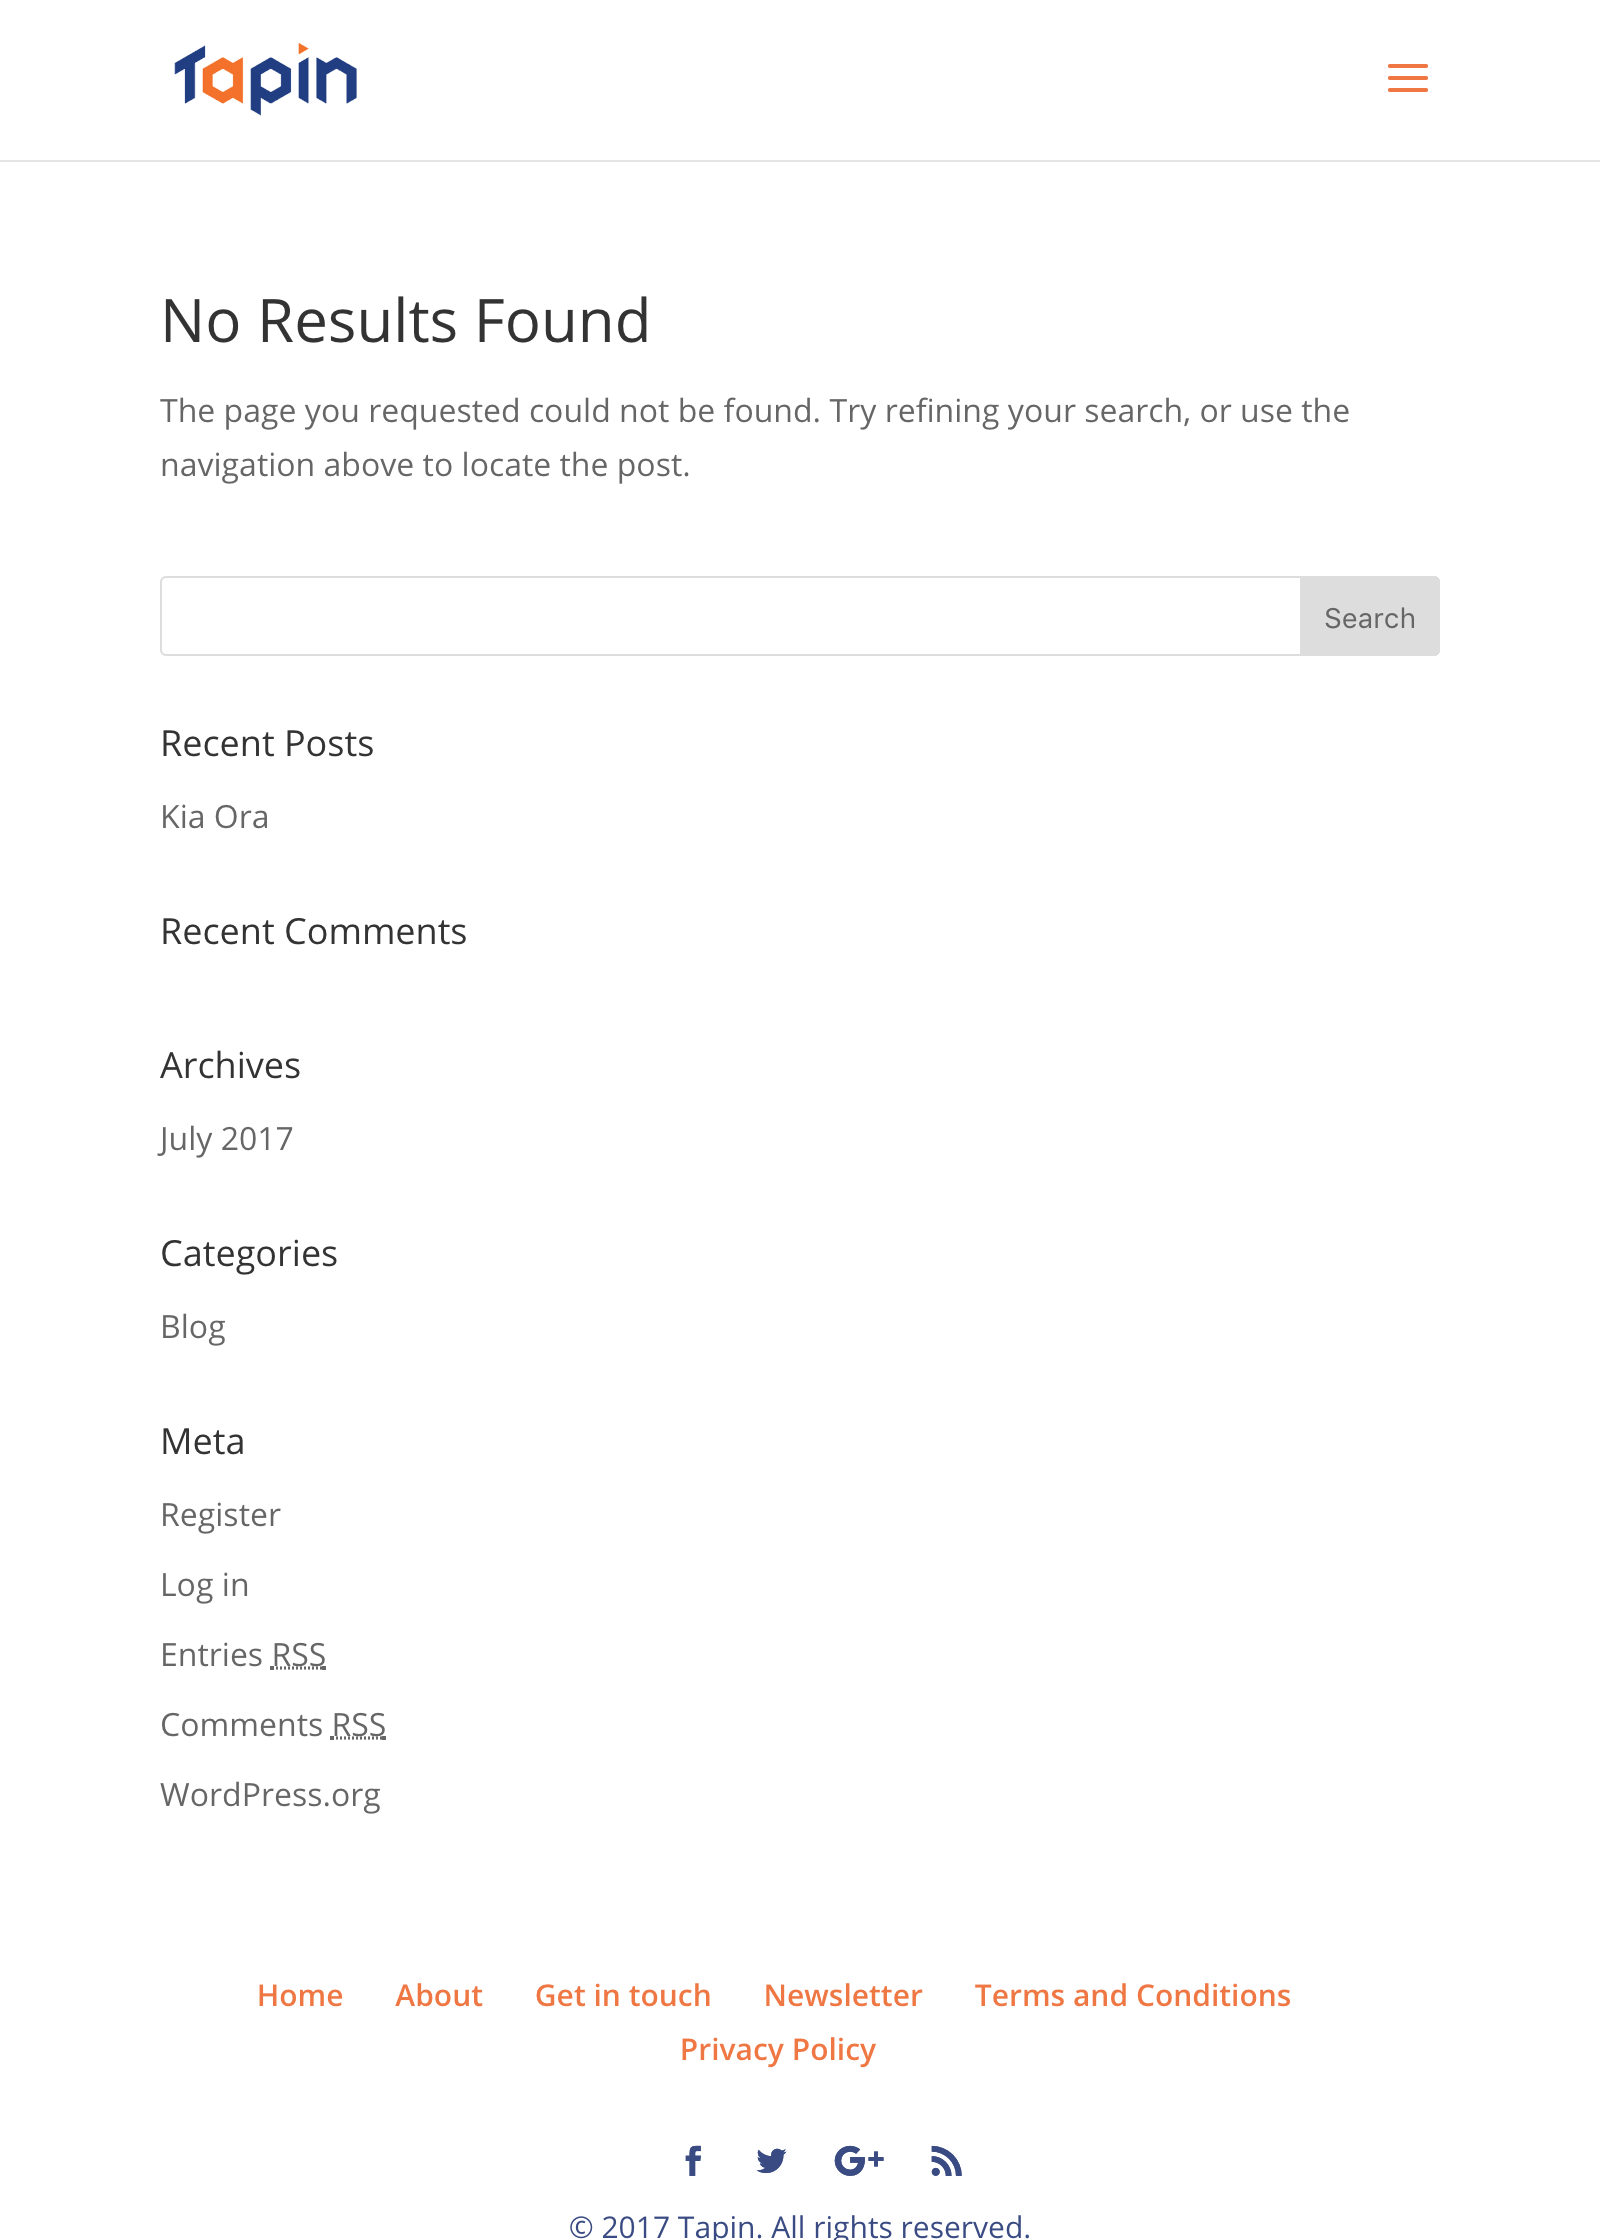 Tapin
No Results Found
The page you requested could not be found. Try refining your search, or use the
navigation above to locate the post.
Search
Recent Posts
Kia Ora
Recent Comments
Archives
July 2017
Categories
Blog
Meta
Register
Log in
Entries RSS
Comments RSS
WordPress.org
Home About Get in touch Newsletter Terms and Conditions
Privacy Policy
© 2017 Tapin. All rights reserved.